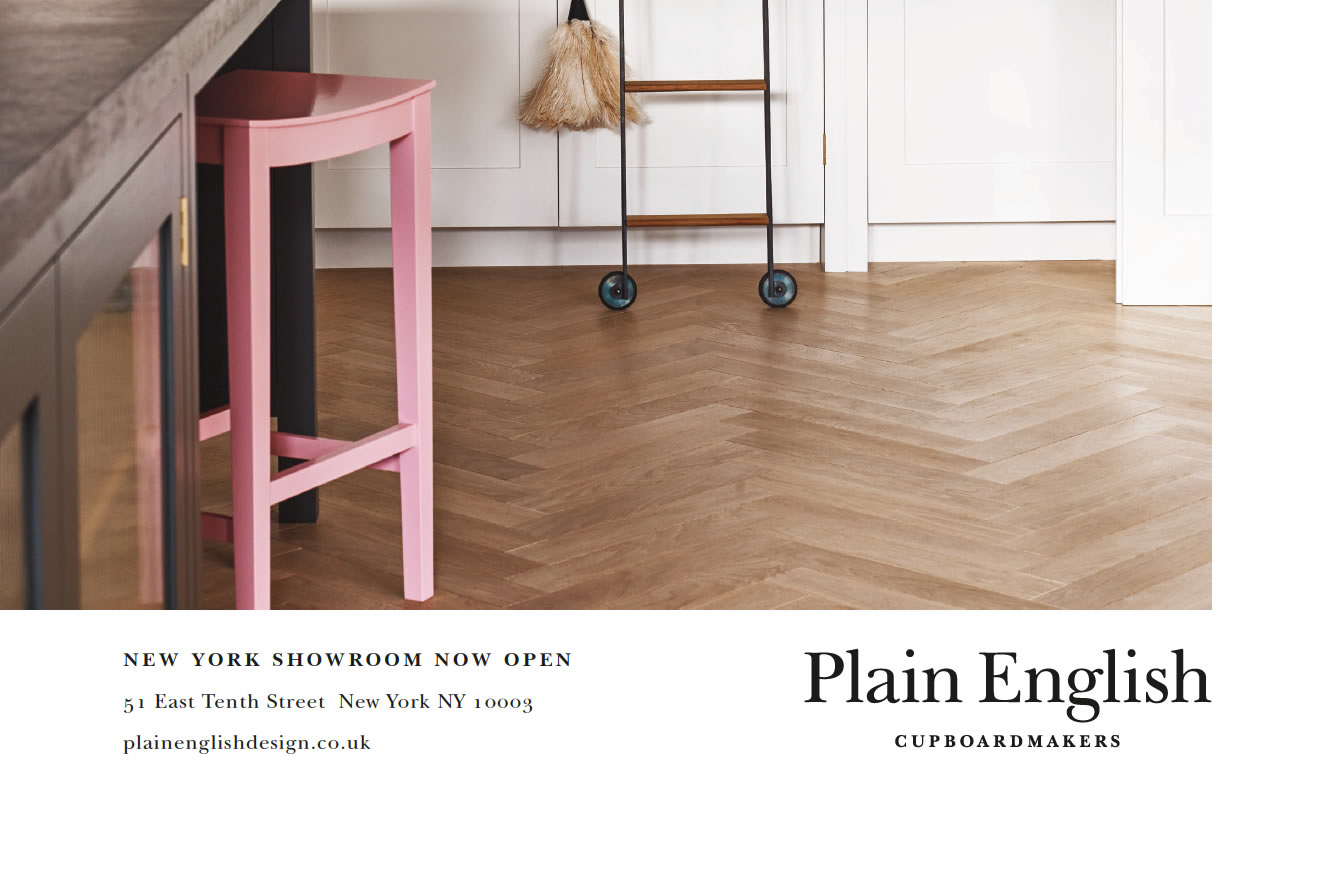 NEW YORK SHOWROOM NOW OPEN
51 East Tenth Street New York NY 10003
plainenglishdesign.co.uk
Plain English
CUPBOARDMAKERS